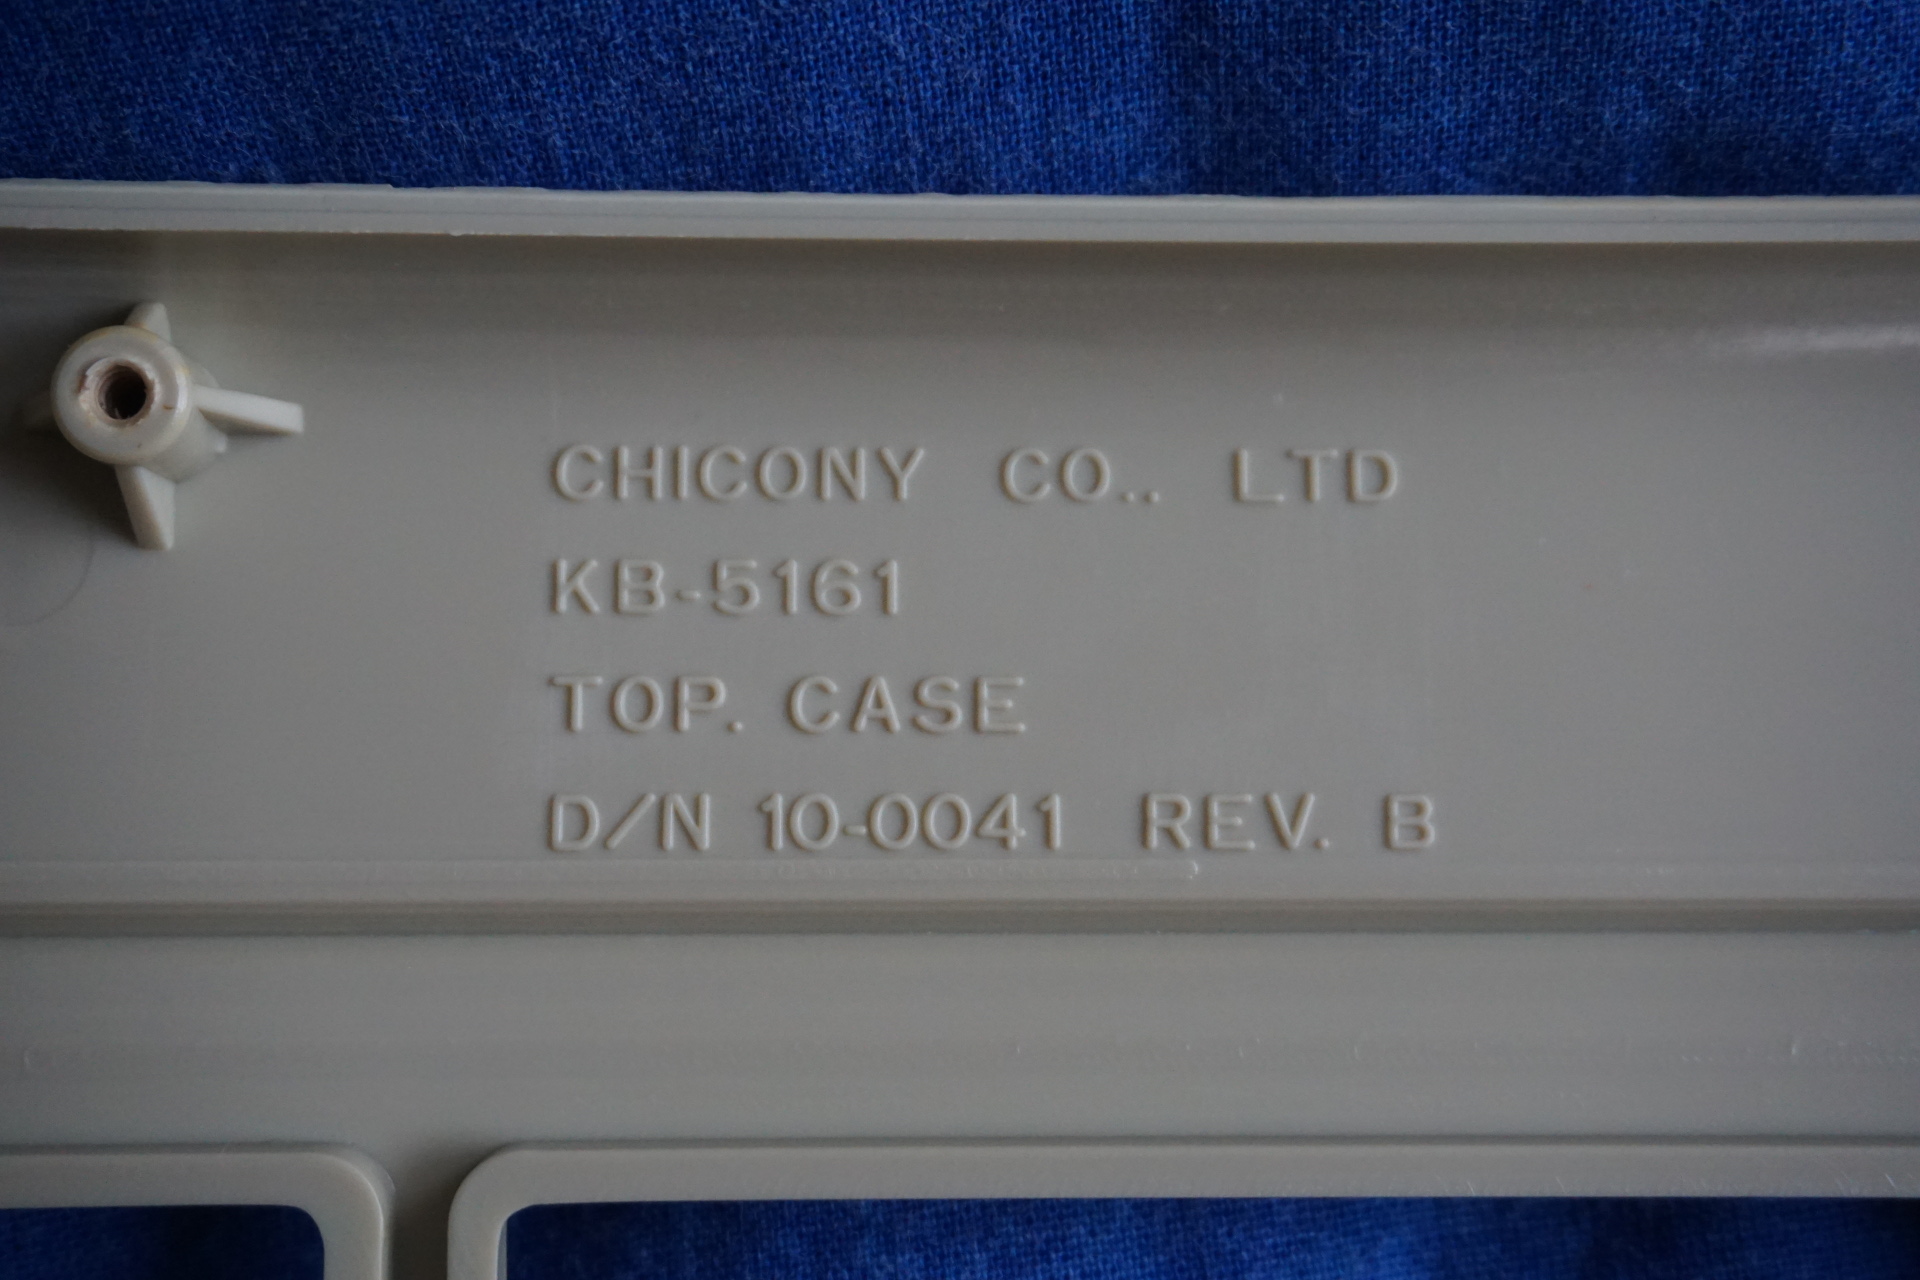 CHICONY CO.. LTD
KB-5161
TOP. CASE
D/N 10-0041 REV. B